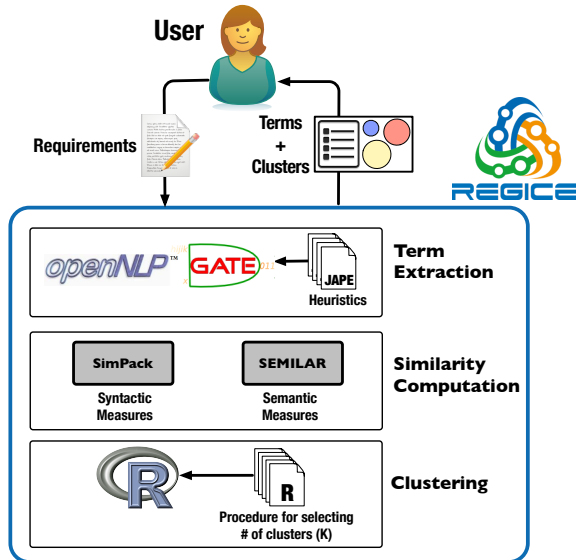 User
Requirements
Terms
+
Clusters
REGICE
openNLP™
GATE
JAPE
Heuristics
Term
Extraction
SimPack
SEMILAR
Syntactic
Measures
Semantic
Measures
Similarity
Computation
R
R
Procedure for selecting
# of clusters (K)
Clustering